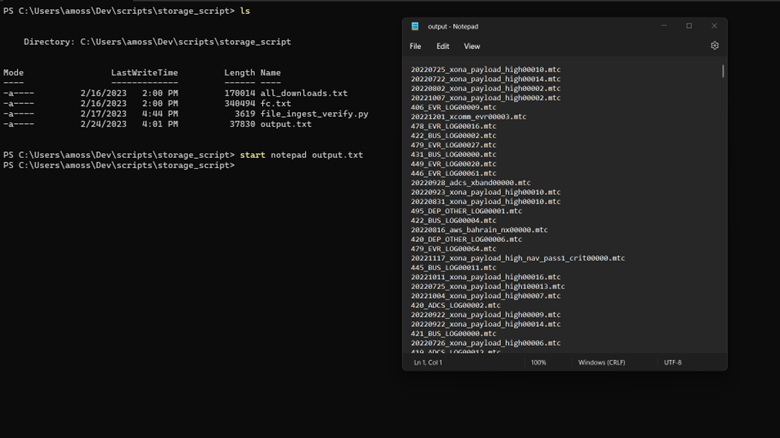 PS C:\Users\amoss\Dev\scripts\storage_script> ls
Directory: C:\Users\amoss\Dev\scripts\storage_script
Mode                LastWriteTime         Length Name
----                -------------         ------ ----
-a----        2/16/2023   2:00 PM         170014 all_downloads.txt
-a----        2/16/2023   2:00 PM         340494 fc.txt
-a----        2/17/2023   4:44 PM           3619 file_ingest_verify.py
-a----        2/24/2023   4:01 PM          37830 output.txt
PS C:\Users\amoss\Dev\scripts\storage_script> start notepad output.txt
PS C:\Users\amoss\Dev\scripts\storage_script>
output - Notepad
File Edit View
20220725_xona_payload_high00010.mtc
20220722_xona_payload_high00014.mtc
20220802_xona_payload_high00002.mtc
20221007_xona_payload_high00002.mtc
406_EVR_LOG00009.mtc
20221201_xcomm_evr00003.mtc
478_EVR_LOG00016.mtc
422_BUS_LOG00002.mtc
479_EVR_LOG00027.mtc
431_BUS_LOG00000.mtc
449_EVR_LOG00020.mtc
446_EVR_LOG00061.mtc
20220928_adcs_xband00000.mtc
20220923_xona_payload_high00010.mtc
20220831_xona_payload_high00010.mtc
495_DEP_OTHER_LOG00001.mtc
422_BUS_LOG00004.mtc
20220816_aws_bahrain_nx00000.mtc
420_DEP_OTHER_LOG00006.mtc
479_EVR_LOG00064.mtc
20221117_xona_payload_high_nav_pass1_crit00000.mtc
445_BUS_LOG00011.mtc
20221011_xona_payload_high00016.mtc
20220725_xona_payload_high100013.mtc
20221004_xona_payload_high00007.mtc
420_ADCS_LOG00002.mtc
20220922_xona_payload_high00009.mtc
20220922_xona_payload_high00014.mtc
421_BUS_LOG00000.mtc
20220726_xona_payload_high00006.mtc
419_ADCS_LOG00012.mtc
Ln 1, Col 1 100% Windows (CRLF) UTF-8